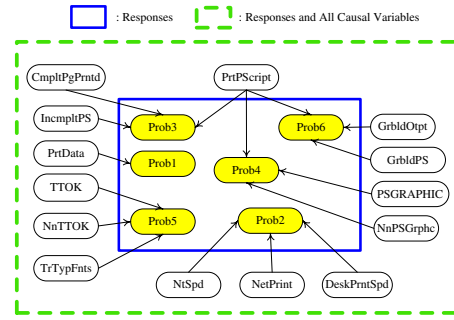 : Responses
: Responses and All Causal Variables
CmpltPgPrntd
PrtPScript
IncmpltPS
Prob3
Prob6
GrbldOtpt
PrtData
Prob1
GrbldPS
Prob4
TTOK
PSGRAPHIC
NnTTOK
Prob5
Prob2
NnPSGrphc
TrTypFnts
NtSpd
NetPrint
DeskPrntSpd